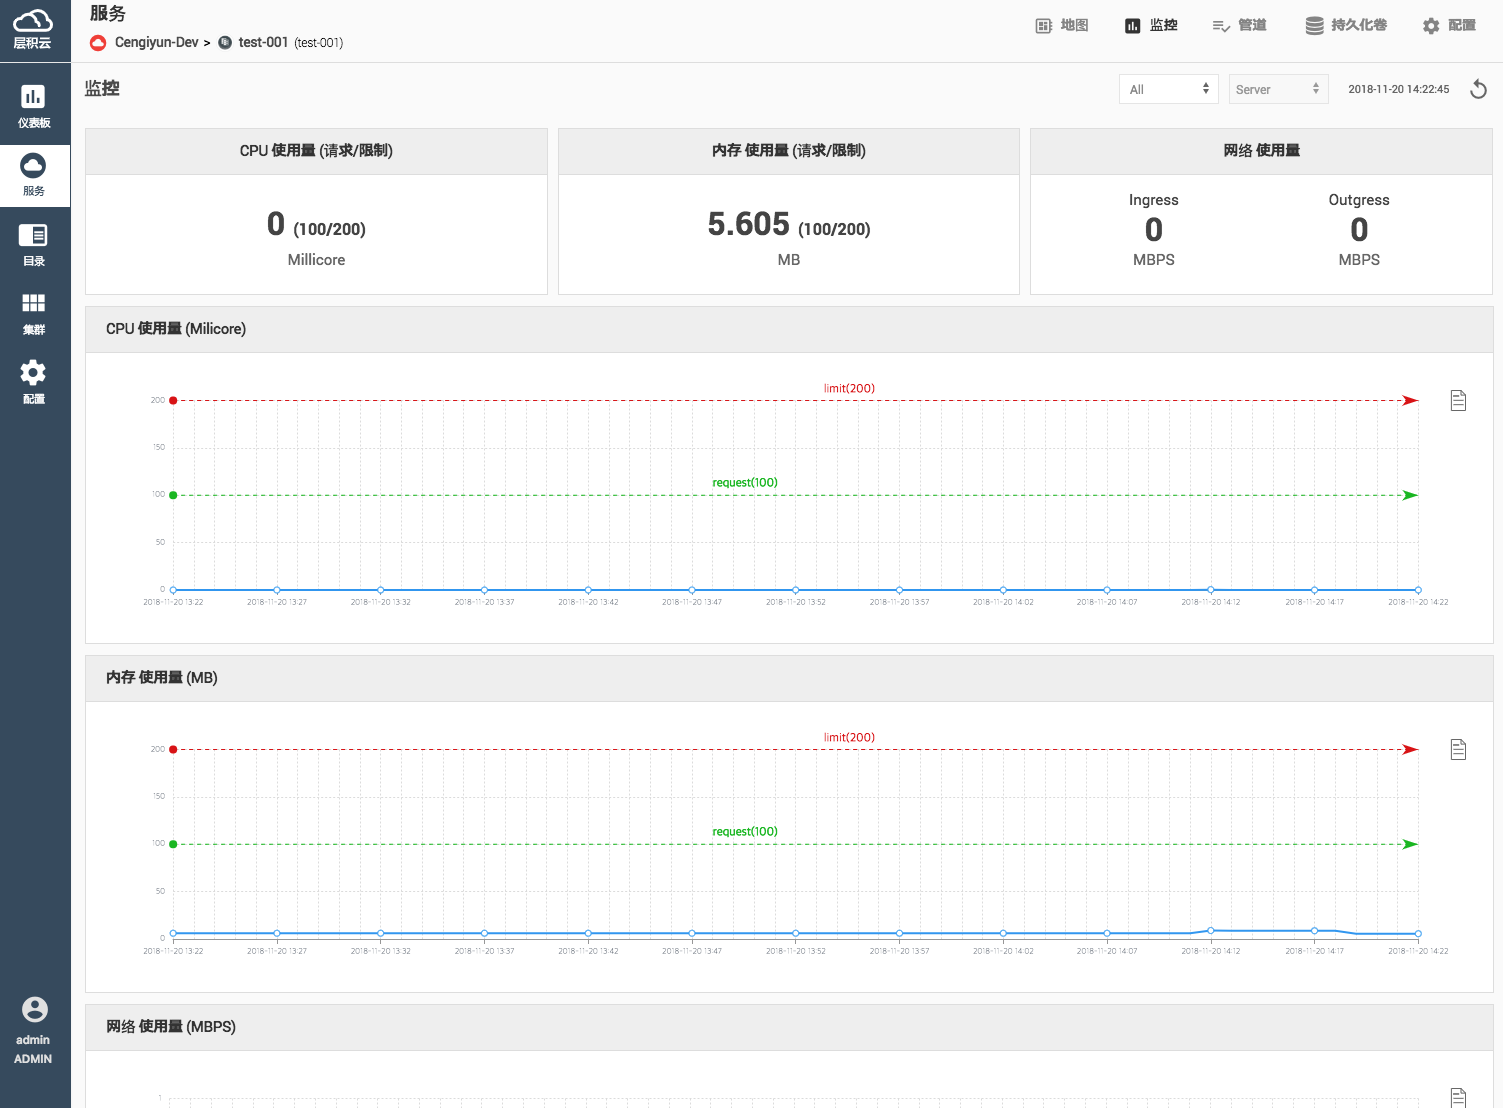 层积云
服务
Cengiyun-Dev > test-001 (test-001)
地图
监控
管道
持久化卷
配置
监控
All
Server
2018-11-20 14:22:45
仪表板
服务
目录
集群
配置
admin
ADMIN
CPU 使用量 (请求/限制)
0 (100/200)
Millicore
内存 使用量 (请求/限制)
5.605 (100/200)
MB
网络 使用量
Ingress
0
MBPS
Outgress
0
MBPS
CPU 使用量 (Milicore)
limit(200)
200
150
request(100)
100
50
0
2018-11-20 13:22 2018-11-20 13:27 2018-11-20 13:32 2018-11-20 13:37 2018-11-20 13:42 2018-11-20 13:47 2018-11-20 13:52 2018-11-20 13:57 2018-11-20 14:02 2018-11-20 14:07 2018-11-20 14:12 2018-11-20 14:17 2018-11-20 14:22
内存 使用量 (MB)
limit(200)
200
150
request(100)
100
50
0
2018-11-20 13:22 2018-11-20 13:27 2018-11-20 13:32 2018-11-20 13:37 2018-11-20 13:42 2018-11-20 13:47 2018-11-20 13:52 2018-11-20 13:57 2018-11-20 14:02 2018-11-20 14:07 2018-11-20 14:12 2018-11-20 14:17 2018-11-20 14:22
网络 使用量 (MBPS)
1